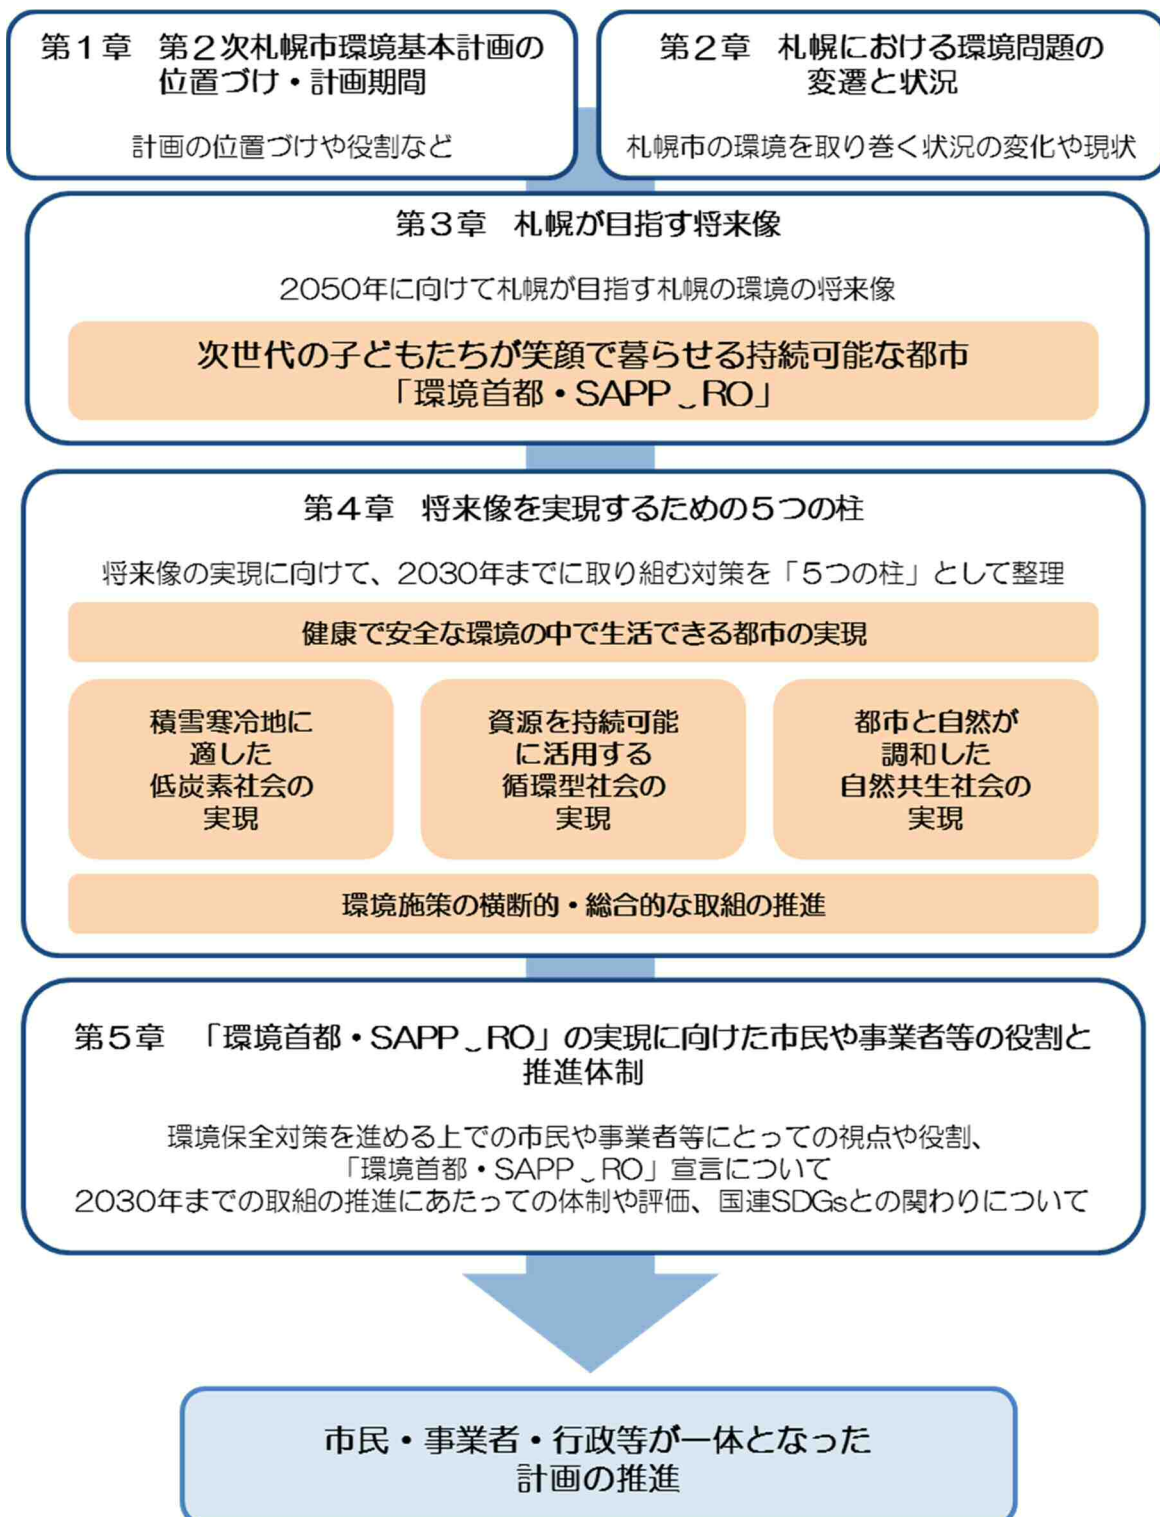 第1章　第2次札幌市環境基本計画の
位置づけ・計画期間
計画の位置づけや役割など
第2章　札幌における環境問題の
変遷と状況
札幌市の環境を取り巻く状況の変化や現状
第3章　札幌が目指す将来像
2050年に向けて札幌が目指す札幌の環境の将来像
次世代の子どもたちが笑顔で暮らせる持続可能な都市
「環境首都・SAPP‿RO」
第4章　将来像を実現するための5つの柱
将来像の実現に向けて、2030年までに取り組む対策を「5つの柱」として整理
健康で安全な環境の中で生活できる都市の実現
積雪寒冷地に
適した
低炭素社会の
実現
資源を持続可能
に活用する
循環型社会の
実現
都市と自然が
調和した
自然共生社会の
実現
環境施策の横断的・総合的な取組の推進
第5章　「環境首都・SAPP‿RO」の実現に向けた市民や事業者等の役割と
推進体制
環境保全対策を進める上での市民や事業者等にとっての視点や役割、
「環境首都・SAPP‿RO」宣言について
2030年までの取組の推進にあたっての体制や評価、国連SDGsとの関わりについて
市民・事業者・行政等が一体となった
計画の推進